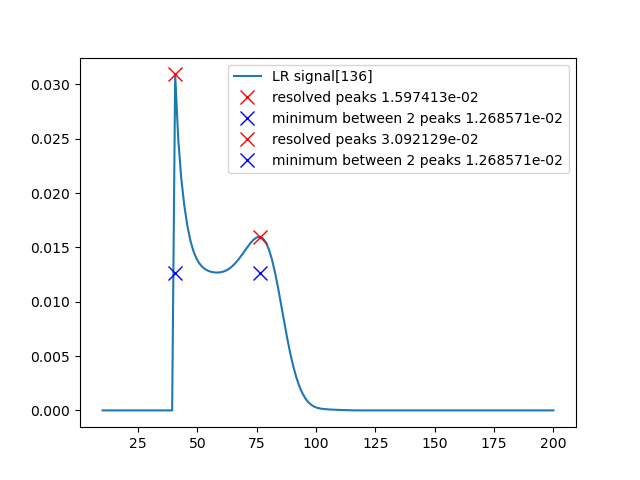 LR signal[136]
resolved peaks 1.597413e-02
minimum between 2 peaks 1.268571e-02
resolved peaks 3.092129e-02
minimum between 2 peaks 1.268571e-02
0.030
0.025
0.020
0.015
0.010
0.005
0.000
25 50 75 100 125 150 175 200